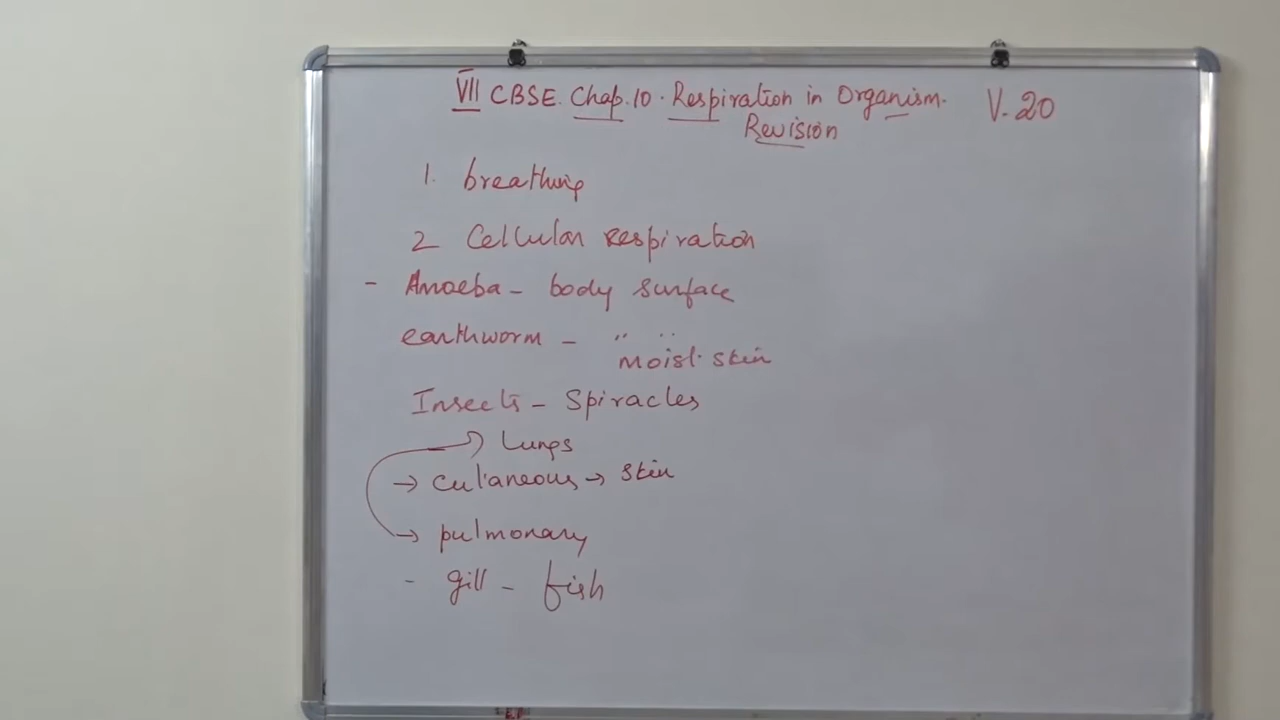 VII CBSE. Chap. 10. Respiration in Organism. V. 20
Revision
1. breathing
2 Cellular respiration
- Amoeba - body surface
earthworm - " "
moist skin
Insects - Spiracles
→ Lungs
→ cutaneous → skin
→ pulmonary
- gill - fish